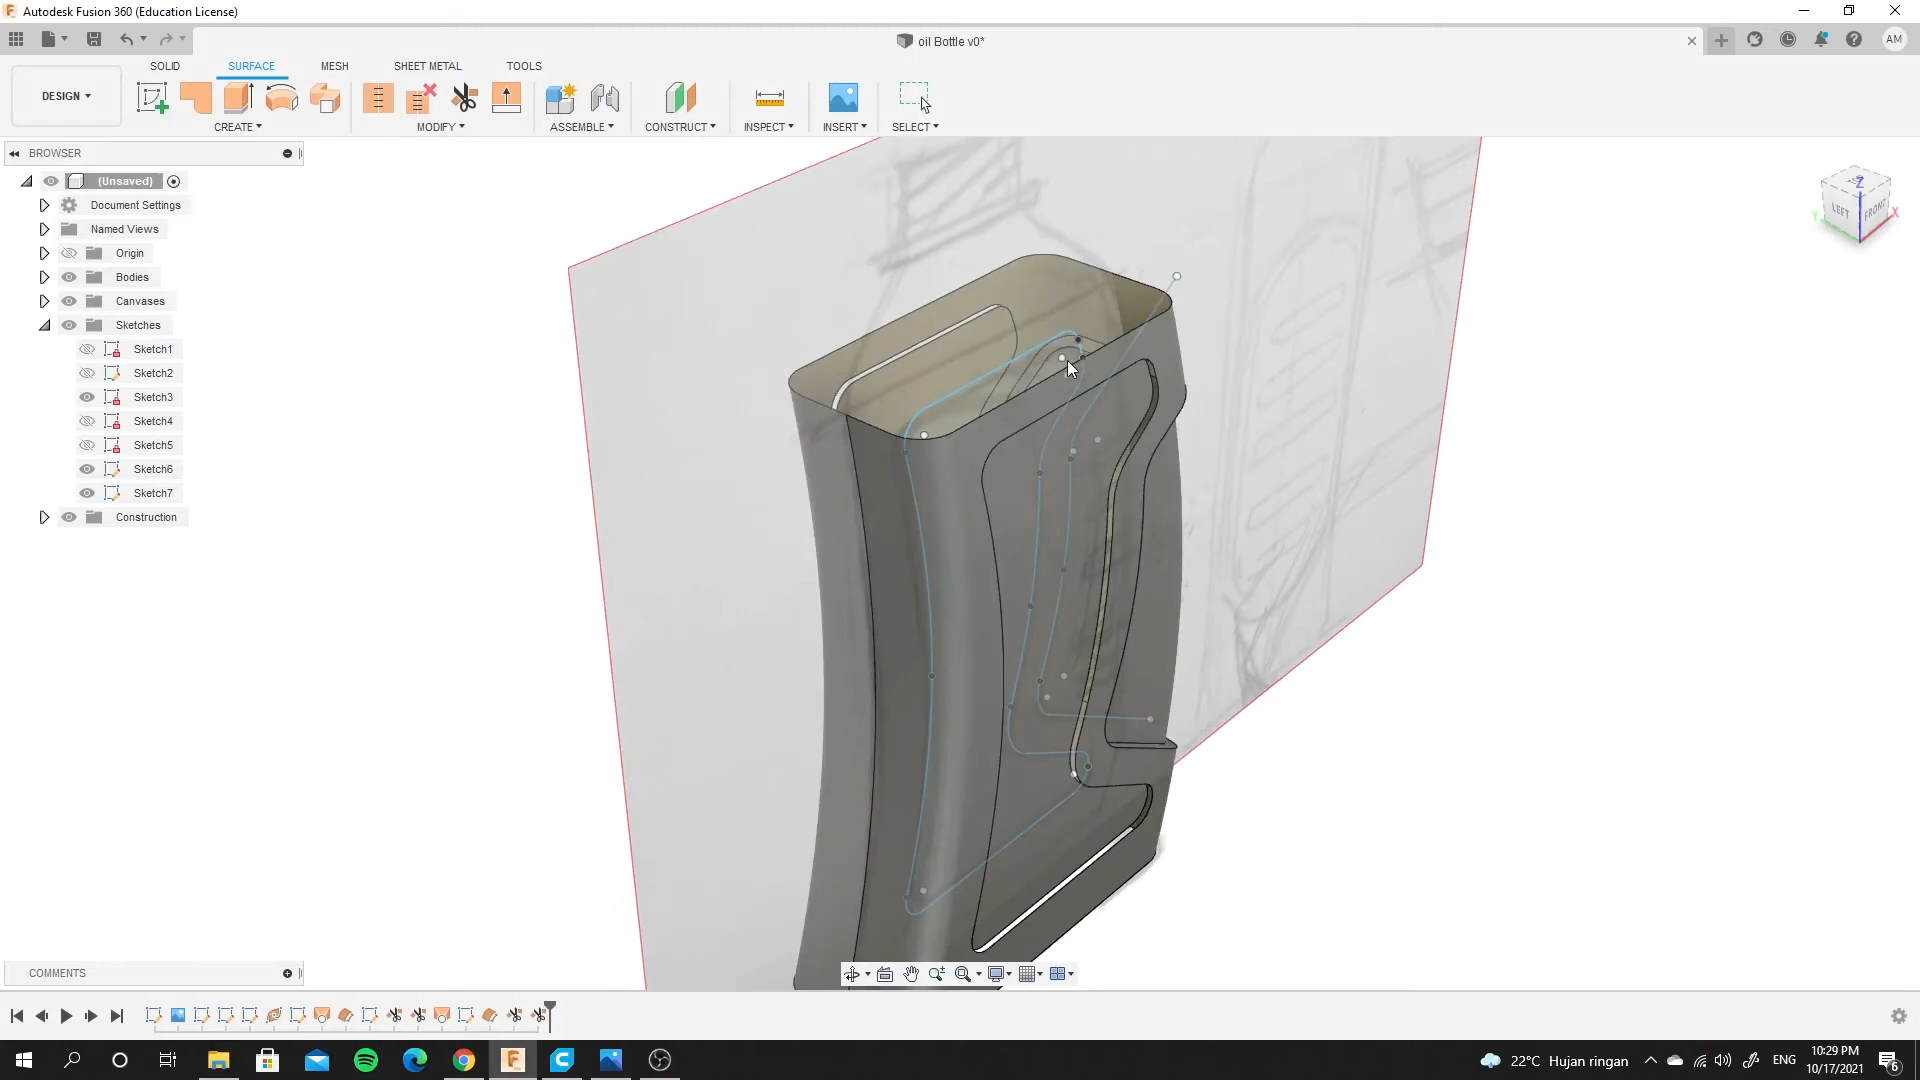 Autodesk Fusion 360 (Education License)
oil Bottle v0*
AM
SOLID
SURFACE
MESH
SHEET METAL
TOOLS
DESIGN
CREATE
MODIFY
ASSEMBLE
CONSTRUCT
INSPECT
INSERT
SELECT
BROWSER
(Unsaved)
Document Settings
Named Views
Origin
Bodies
Canvases
Sketches
Sketch1
Sketch2
Sketch3
Sketch4
Sketch5
Sketch6
Sketch7
Construction
Z
LEFT
FRONT
X
Y
COMMENTS
22°C Hujan ringan
ENG
10:29 PM
10/17/2021
6